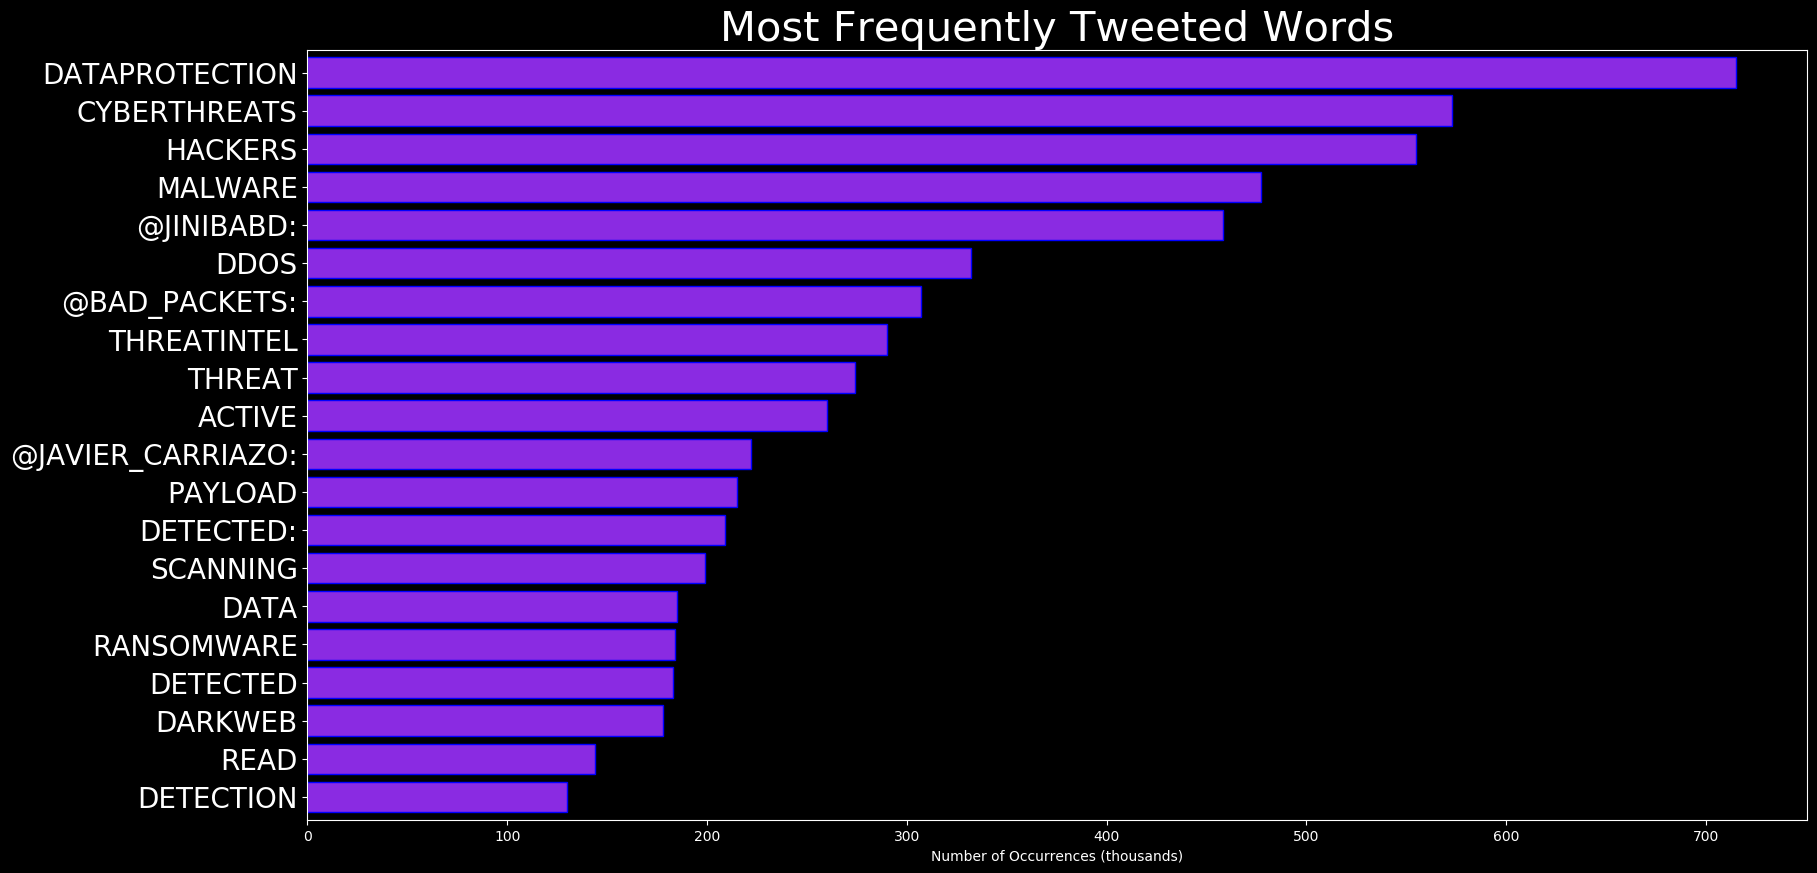 Most Frequently Tweeted Words
DATAPROTECTION
CYBERTHREATS
HACKERS
MALWARE
@JINIBABD:
DDOS
@BAD_PACKETS:
THREATINTEL
THREAT
ACTIVE
@JAVIER_CARRIAZO:
PAYLOAD
DETECTED:
SCANNING
DATA
RANSOMWARE
DETECTED
DARKWEB
READ
DETECTION
0 100 200 300 400 500 600 700
Number of Occurrences (thousands)